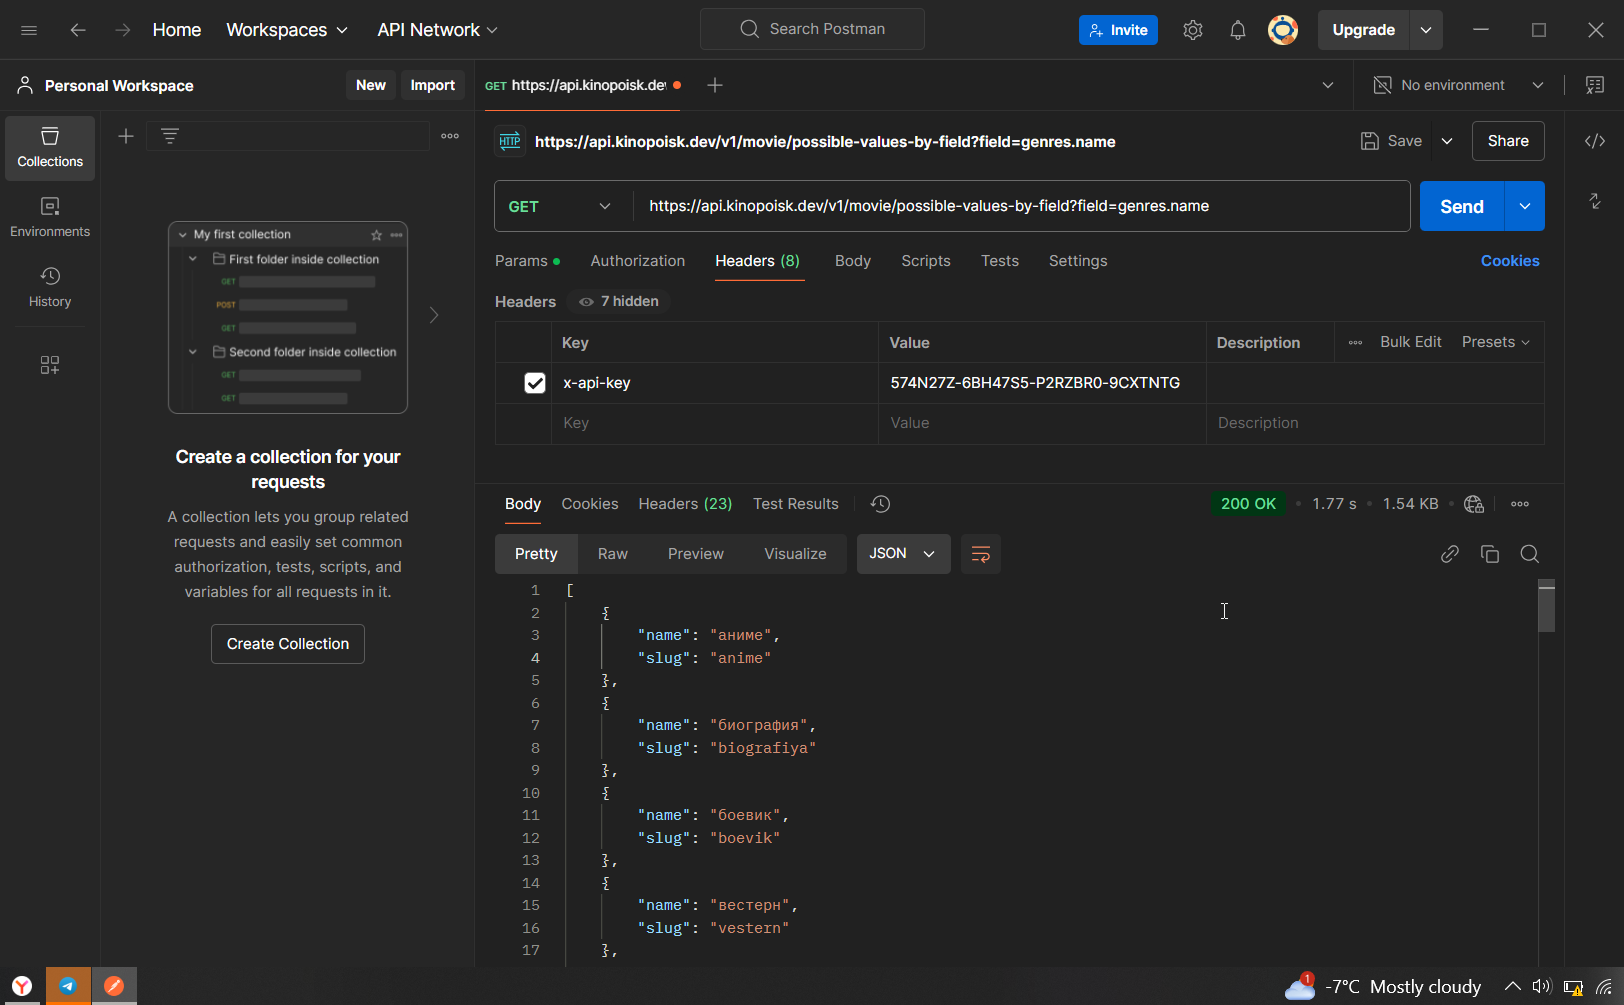 Home Workspaces API Network Search Postman Invite Upgrade
Personal Workspace New Import GET https://api.kinopoisk.dev No environment
Collections
Environments
History
My first collection
First folder inside collection
GET
POST
GET
Second folder inside collection
GET
GET
Create a collection for your
requests
A collection lets you group related
requests and easily set common
authorization, tests, scripts, and
variables for all requests in it.
Create Collection
HTTP https://api.kinopoisk.dev/v1/movie/possible-values-by-field?field=genres.name Save Share
GET https://api.kinopoisk.dev/v1/movie/possible-values-by-field?field=genres.name Send
Params Authorization Headers (8) Body Scripts Tests Settings Cookies
Headers 7 hidden
Key Value Description Bulk Edit Presets
x-api-key 574N27Z-6BH47S5-P2RZBR0-9CXTNTG
Key Value Description
Body Cookies Headers (23) Test Results 200 OK 1.77 s 1.54 KB
Pretty Raw Preview Visualize JSON
1 [
2 {
3 "name": "аниме",
4 "slug": "anime"
5 },
6 {
7 "name": "биография",
8 "slug": "biografiya"
9 },
10 {
11 "name": "боевик",
12 "slug": "boevik"
13 },
14 {
15 "name": "вестерн",
16 "slug": "vestern"
17 },
1 -7°C Mostly cloudy